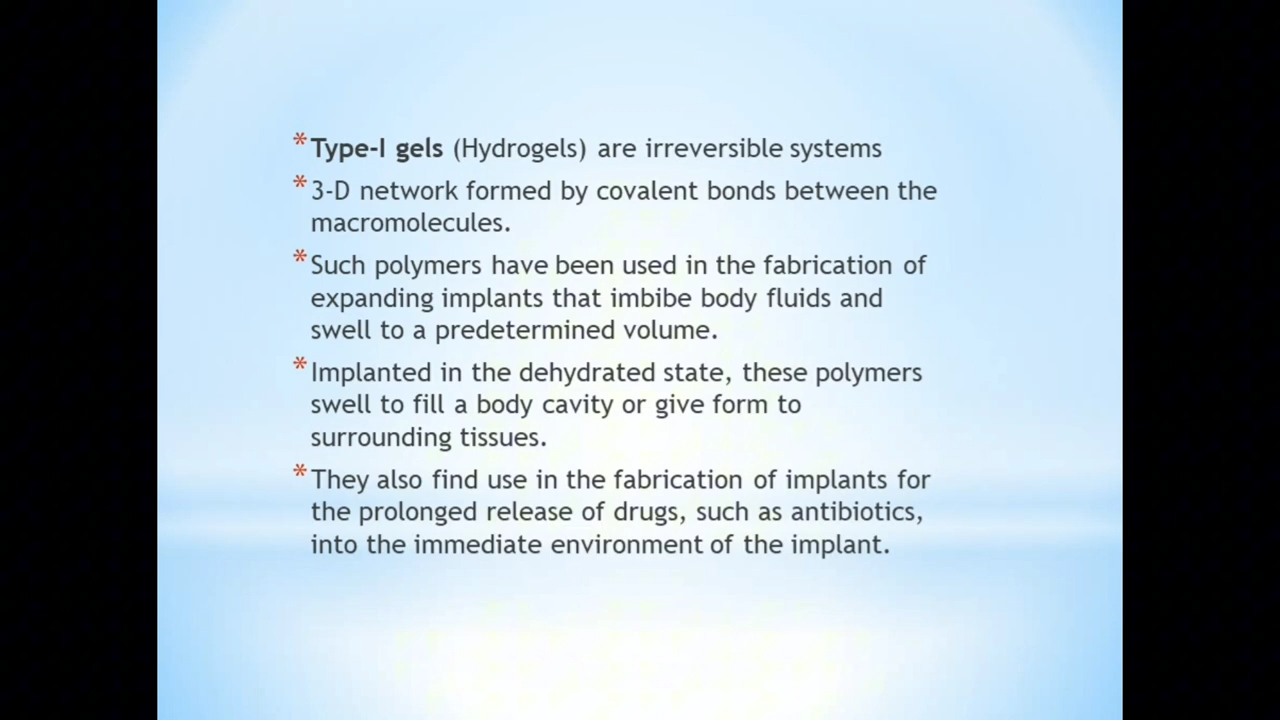 * Type-I gels (Hydrogels) are irreversible systems
* 3-D network formed by covalent bonds between the
macromolecules.
* Such polymers have been used in the fabrication of
expanding implants that imbibe body fluids and
swell to a predetermined volume.
* Implanted in the dehydrated state, these polymers
swell to fill a body cavity or give form to
surrounding tissues.
* They also find use in the fabrication of implants for
the prolonged release of drugs, such as antibiotics,
into the immediate environment of the implant.